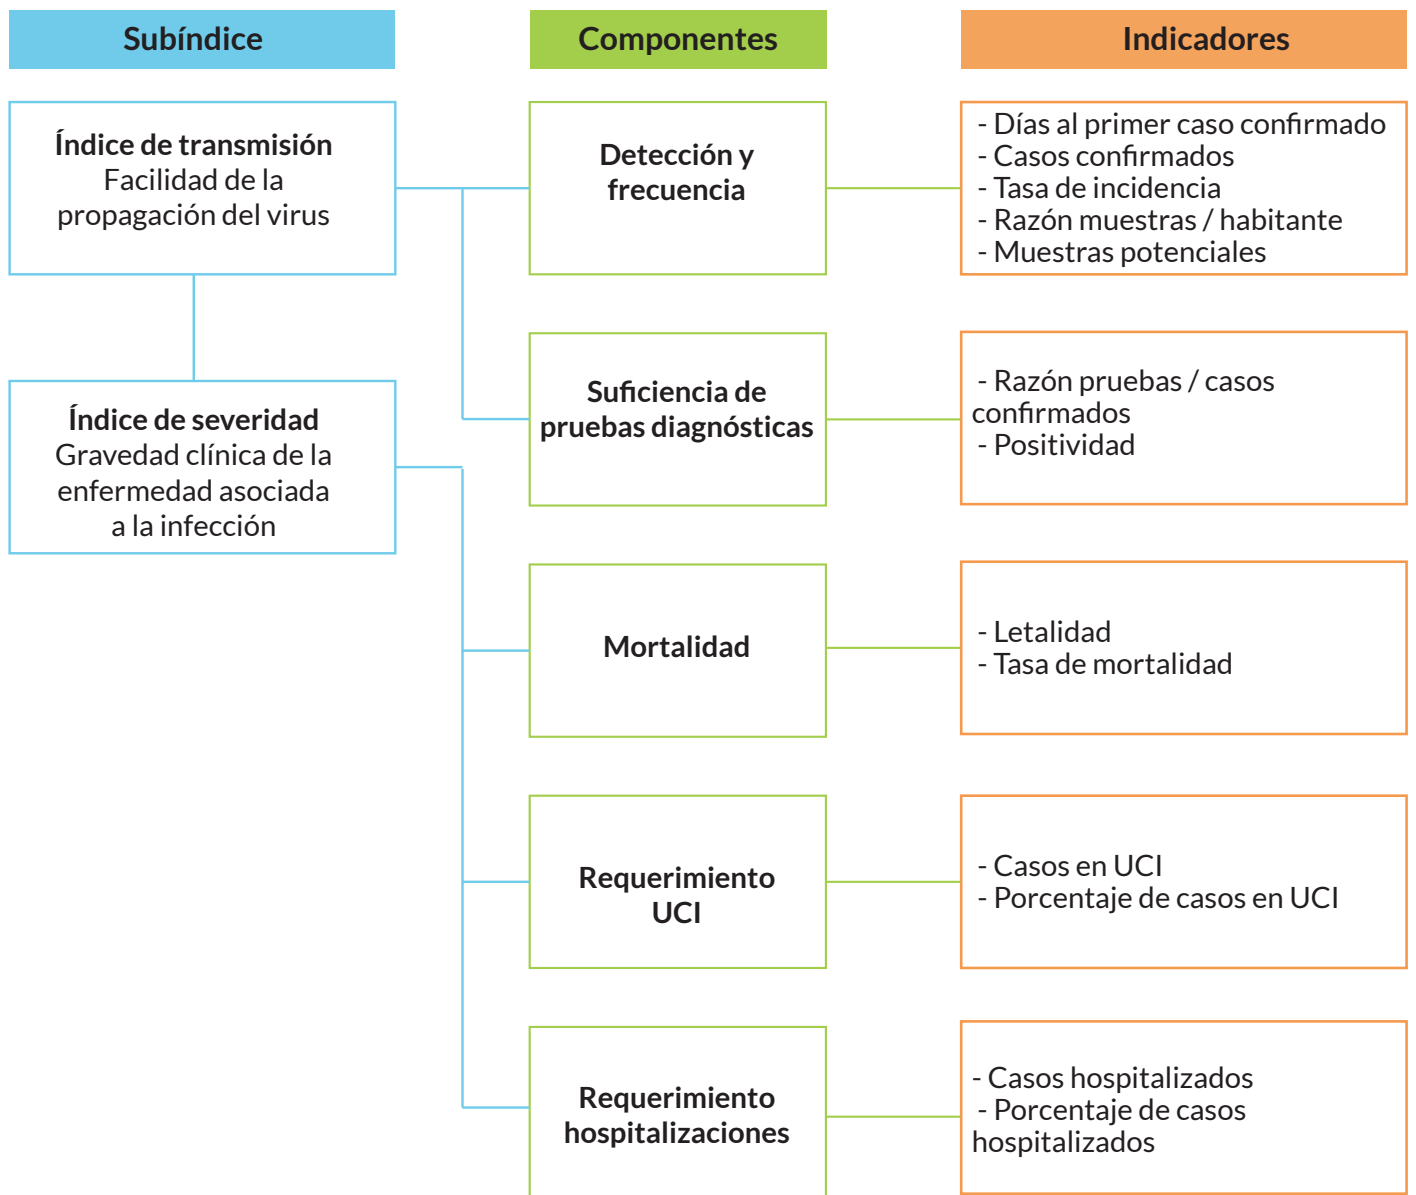 Subíndice
Componentes
Indicadores
Índice de transmisión
Facilidad de la
propagación del virus
Detección y
frecuencia
- Días al primer caso confirmado
- Casos confirmados
- Tasa de incidencia
- Razón muestras / habitante
- Muestras potenciales
Índice de severidad
Gravedad clínica de la
enfermedad asociada
a la infección
Suficiencia de
pruebas diagnósticas
- Razón pruebas / casos
confirmados
- Positividad
Mortalidad
- Letalidad
- Tasa de mortalidad
Requerimiento
UCI
- Casos en UCI
- Porcentaje de casos en UCI
Requerimiento
hospitalizaciones
- Casos hospitalizados
- Porcentaje de casos
hospitalizados